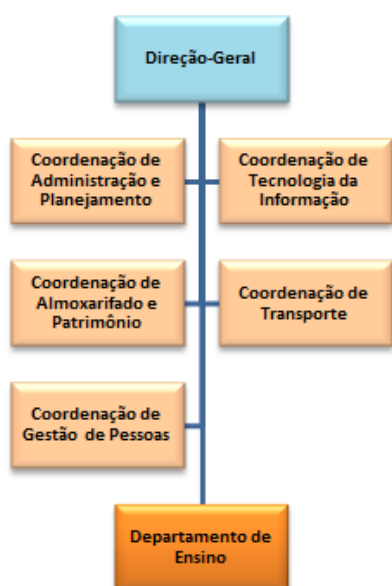 Direção-Geral
Coordenação de
Administração e
Planejamento
Coordenação de
Tecnologia da
Informação
Coordenação de
Almoxarifado e
Patrimônio
Coordenação de
Transporte
Coordenação de
Gestão de Pessoas
Departamento de
Ensino